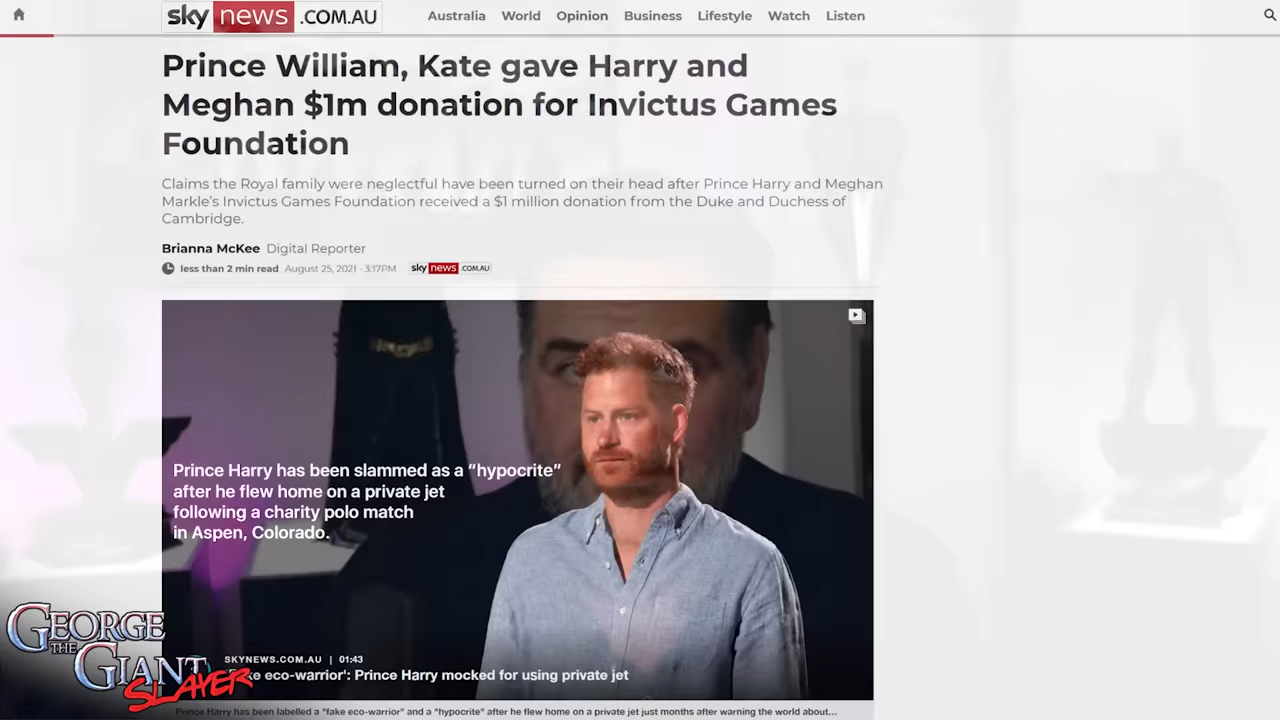 sky news .COM.AU
Australia World Opinion Business Lifestyle Watch Listen
Prince William, Kate gave Harry and
Meghan $1m donation for Invictus Games
Foundation
Claims the Royal family were neglectful have been turned on their head after Prince Harry and Meghan
Markle's Invictus Games Foundation received a $1 million donation from the Duke and Duchess of
Cambridge.
Brianna McKee Digital Reporter
less than 2 min read August 25, 2021 - 3:17PM sky news .COM.AU
Prince Harry has been slammed as a “hypocrite”
after he flew home on a private jet
following a charity polo match
in Aspen, Colorado.
SKYNEWS.COM.AU | 01:43
eco-warrior': Prince Harry mocked for using private jet
Prince Harry has been labelled a "fake eco-warrior" and a "hypocrite" after he flew home on a private jet just months after warning the world about...
GEORGE
THE
GIANT
SLAYER